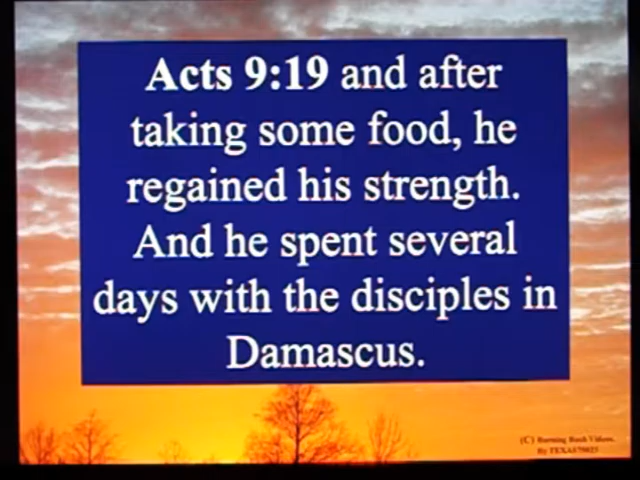 Acts 9:19 and after
taking some food, he
regained his strength.
And he spent several
days with the disciples in
Damascus.
(C) Burning Bush Videos.